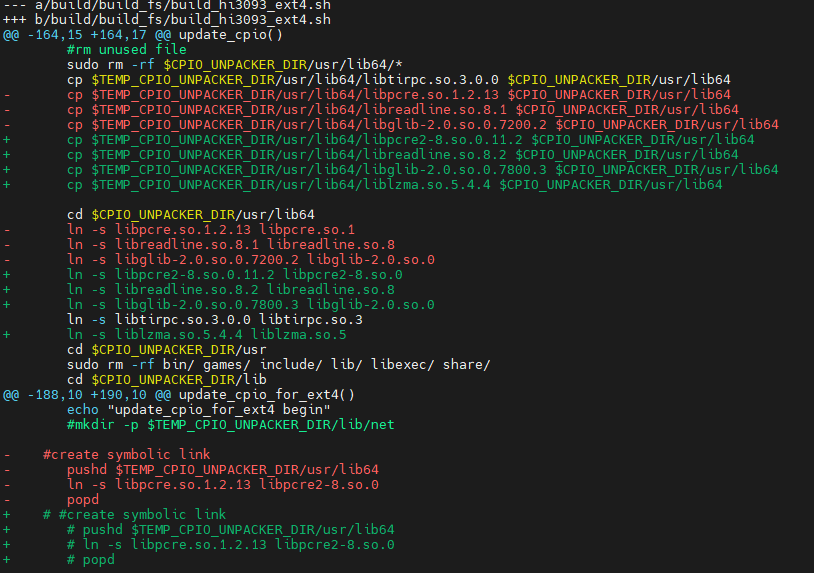 --- a/build/build_fs/build_hi3093_ext4.sh
+++ b/build/build_fs/build_hi3093_ext4.sh
@@ -164,15 +164,17 @@ update_cpio()
        #rm unused file
        sudo rm -rf $CPIO_UNPACKER_DIR/usr/lib64/*
        cp $TEMP_CPIO_UNPACKER_DIR/usr/lib64/libtirpc.so.3.0.0 $CPIO_UNPACKER_DIR/usr/lib64
-       cp $TEMP_CPIO_UNPACKER_DIR/usr/lib64/libpcre.so.1.2.13 $CPIO_UNPACKER_DIR/usr/lib64
-       cp $TEMP_CPIO_UNPACKER_DIR/usr/lib64/libreadline.so.8.1 $CPIO_UNPACKER_DIR/usr/lib64
-       cp $TEMP_CPIO_UNPACKER_DIR/usr/lib64/libglib-2.0.so.0.7200.2 $CPIO_UNPACKER_DIR/usr/lib64
+       cp $TEMP_CPIO_UNPACKER_DIR/usr/lib64/libpcre2-8.so.0.11.2 $CPIO_UNPACKER_DIR/usr/lib64
+       cp $TEMP_CPIO_UNPACKER_DIR/usr/lib64/libreadline.so.8.2 $CPIO_UNPACKER_DIR/usr/lib64
+       cp $TEMP_CPIO_UNPACKER_DIR/usr/lib64/libglib-2.0.so.0.7800.3 $CPIO_UNPACKER_DIR/usr/lib64
+       cp $TEMP_CPIO_UNPACKER_DIR/usr/lib64/liblzma.so.5.4.4 $CPIO_UNPACKER_DIR/usr/lib64

        cd $CPIO_UNPACKER_DIR/usr/lib64
-       ln -s libpcre.so.1.2.13 libpcre.so.1
-       ln -s libreadline.so.8.1 libreadline.so.8
-       ln -s libglib-2.0.so.0.7200.2 libglib-2.0.so.0
+       ln -s libpcre2-8.so.0.11.2 libpcre2-8.so.0
+       ln -s libreadline.so.8.2 libreadline.so.8
+       ln -s libglib-2.0.so.0.7800.3 libglib-2.0.so.0
        ln -s libtirpc.so.3.0.0 libtirpc.so.3
+       ln -s liblzma.so.5.4.4 liblzma.so.5
        cd $CPIO_UNPACKER_DIR/usr
        sudo rm -rf bin/ games/ include/ lib/ libexec/ share/
        cd $CPIO_UNPACKER_DIR/lib
@@ -188,10 +190,10 @@ update_cpio_for_ext4()
        echo "update_cpio_for_ext4 begin"
        #mkdir -p $TEMP_CPIO_UNPACKER_DIR/lib/net

-    #create symbolic link
-       pushd $TEMP_CPIO_UNPACKER_DIR/usr/lib64
-       ln -s libpcre.so.1.2.13 libpcre2-8.so.0
-       popd
+    # #create symbolic link
+       # pushd $TEMP_CPIO_UNPACKER_DIR/usr/lib64
+       # ln -s libpcre.so.1.2.13 libpcre2-8.so.0
+       # popd